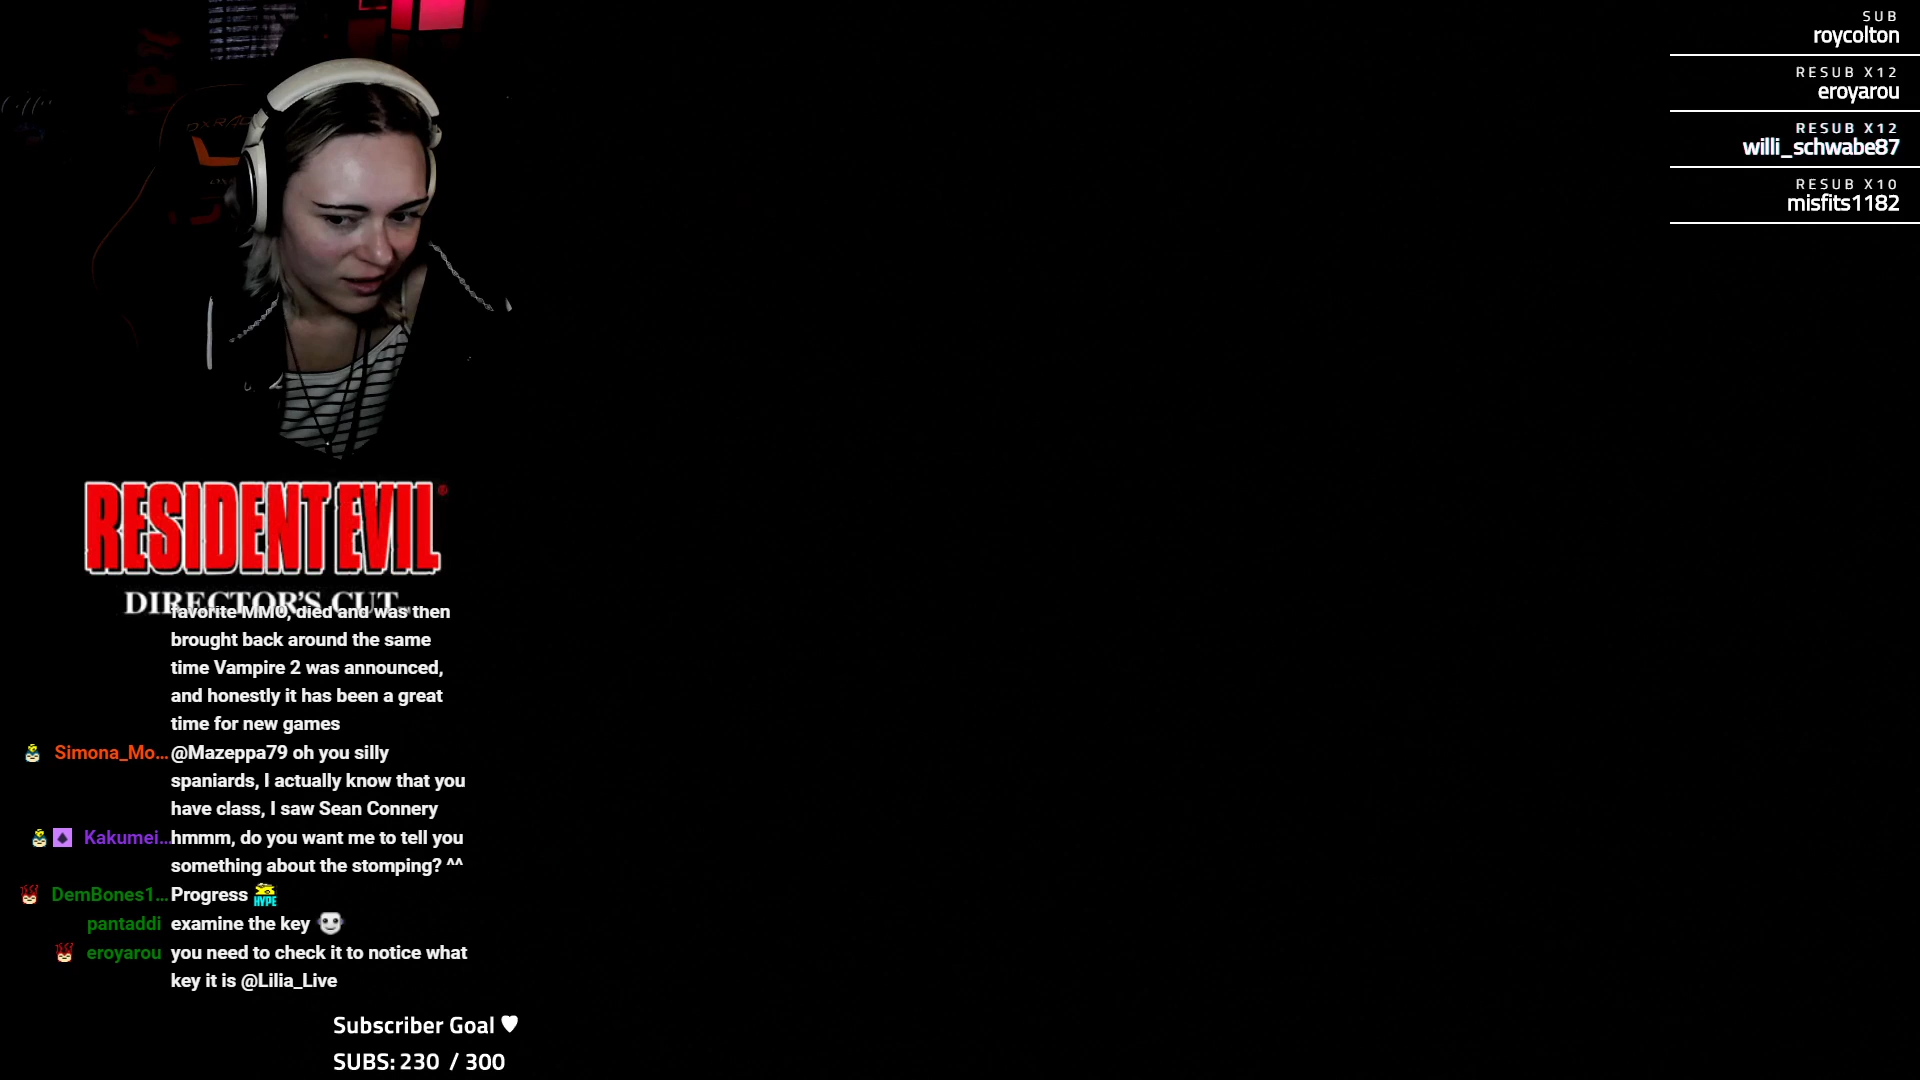 SUB
roycolton
RESUB X12
eroyarou
RESUB X12
willi_schwabe87
RESUB X10
misfits1182
DXRAC
RESIDENT EVIL®
DIRECTOR'S CUT
favorite MMO, died and was then
brought back around the same
time Vampire 2 was announced,
and honestly it has been a great
time for new games
Simona_Mo... @Mazeppa79 oh you silly
spaniards, I actually know that you
have class, I saw Sean Connery
Kakumei... hmmm, do you want me to tell you
something about the stomping? ^^
DemBones1... Progress HYPE
pantaddi examine the key
eroyarou you need to check it to notice what
key it is @Lilia_Live
Subscriber Goal ♥
SUBS: 230 / 300